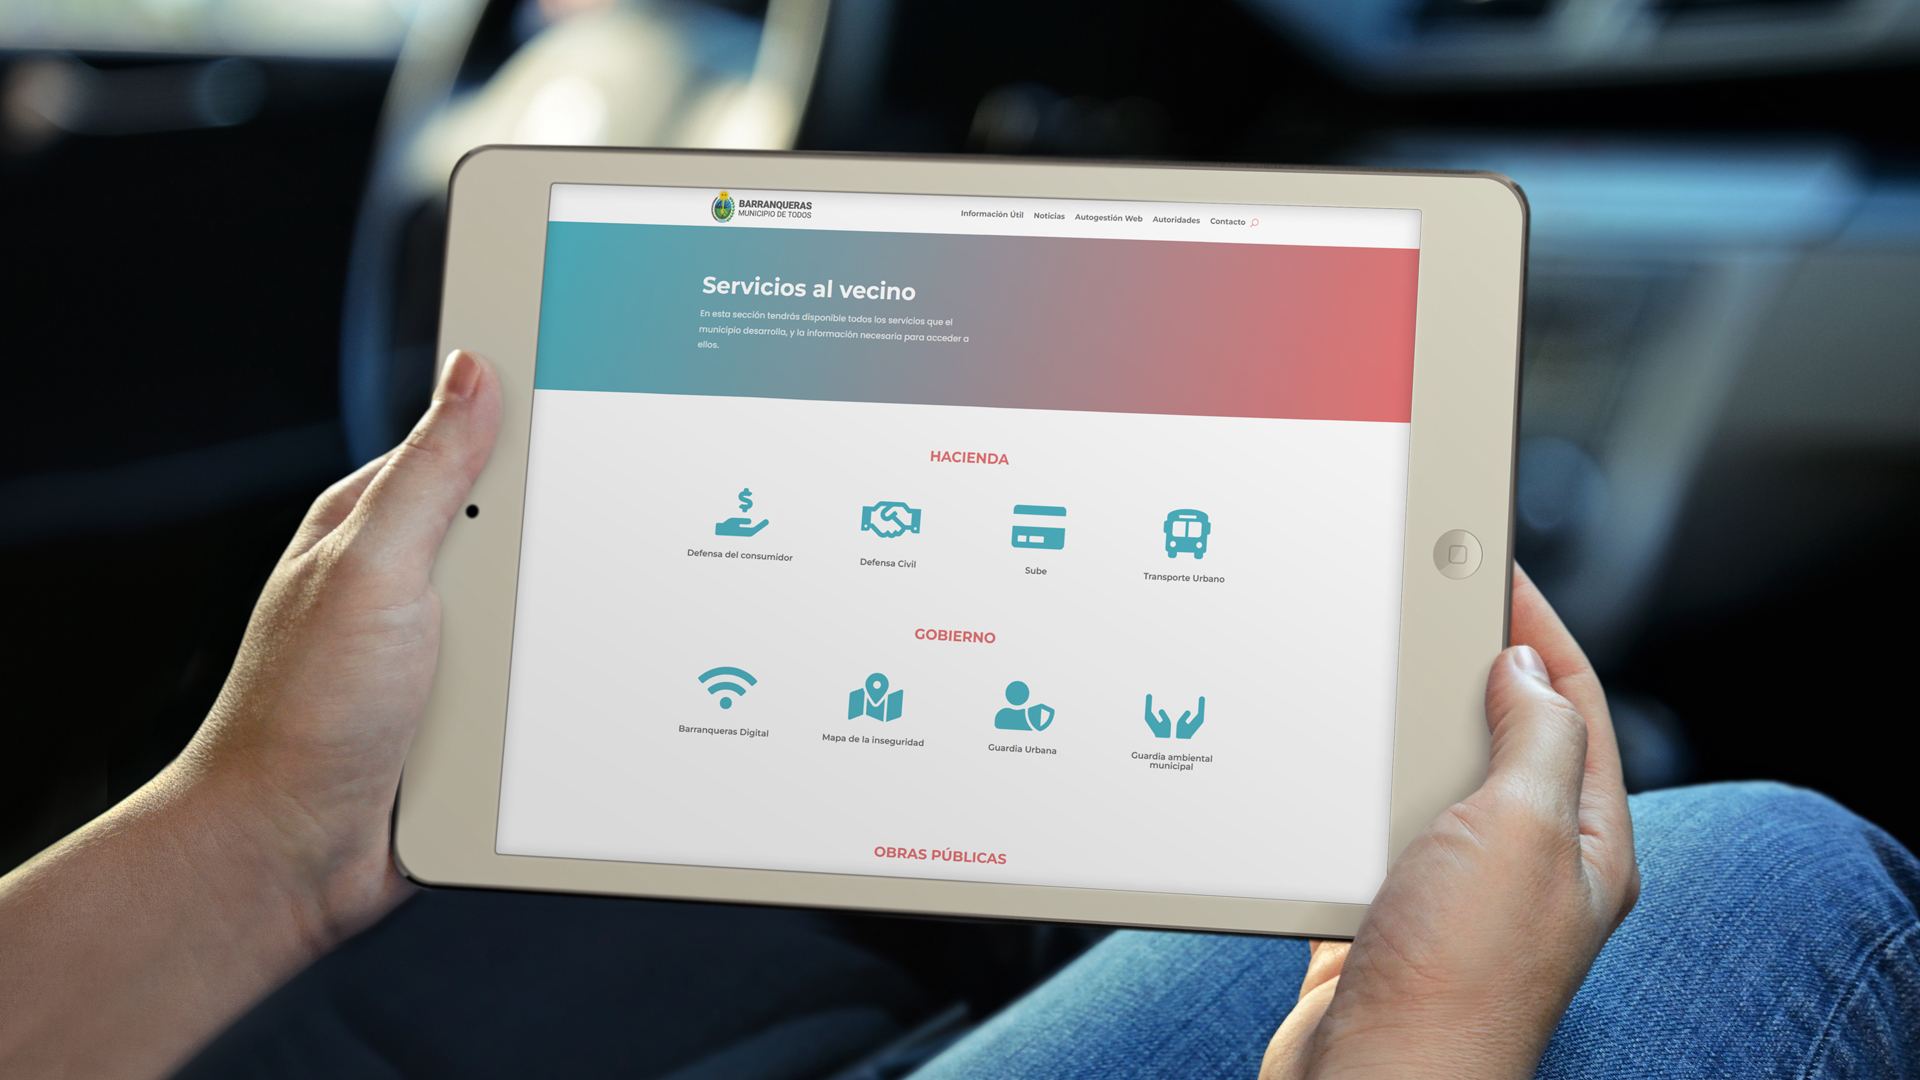 BARRANQUERAS
MUNICIPIO DE TODOS
Información Útil Noticias Autogestión Web Autoridades Contacto
Servicios al vecino
En esta sección tendrás disponible todos los servicios que el
municipio desarrolla, y la información necesaria para acceder a
ellos.
HACIENDA
$
Defensa del consumidor Defensa Civil Sube Transporte Urbano
GOBIERNO
Barranqueras Digital Mapa de la inseguridad Guardia Urbana Guardia ambiental
municipal
OBRAS PÚBLICAS